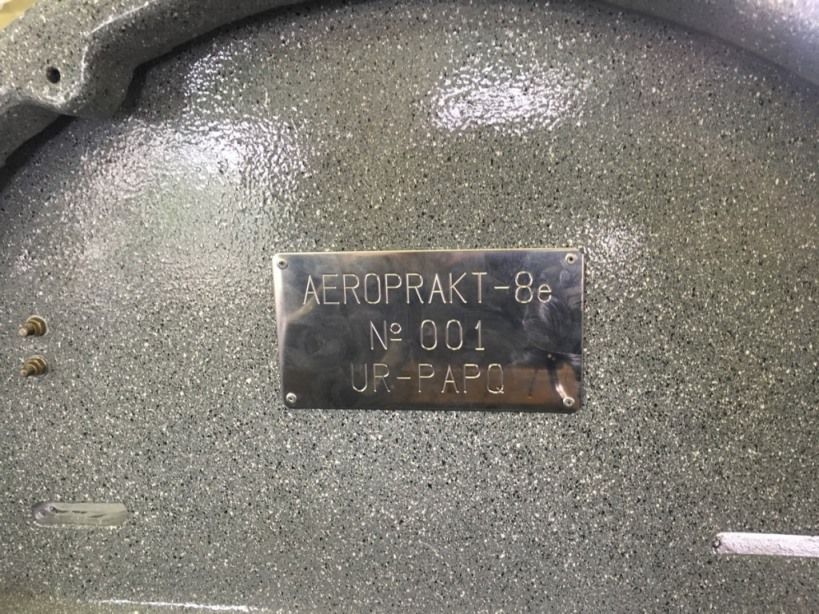 AEROPRAKT-8e
№ 001
UR-PAPQ